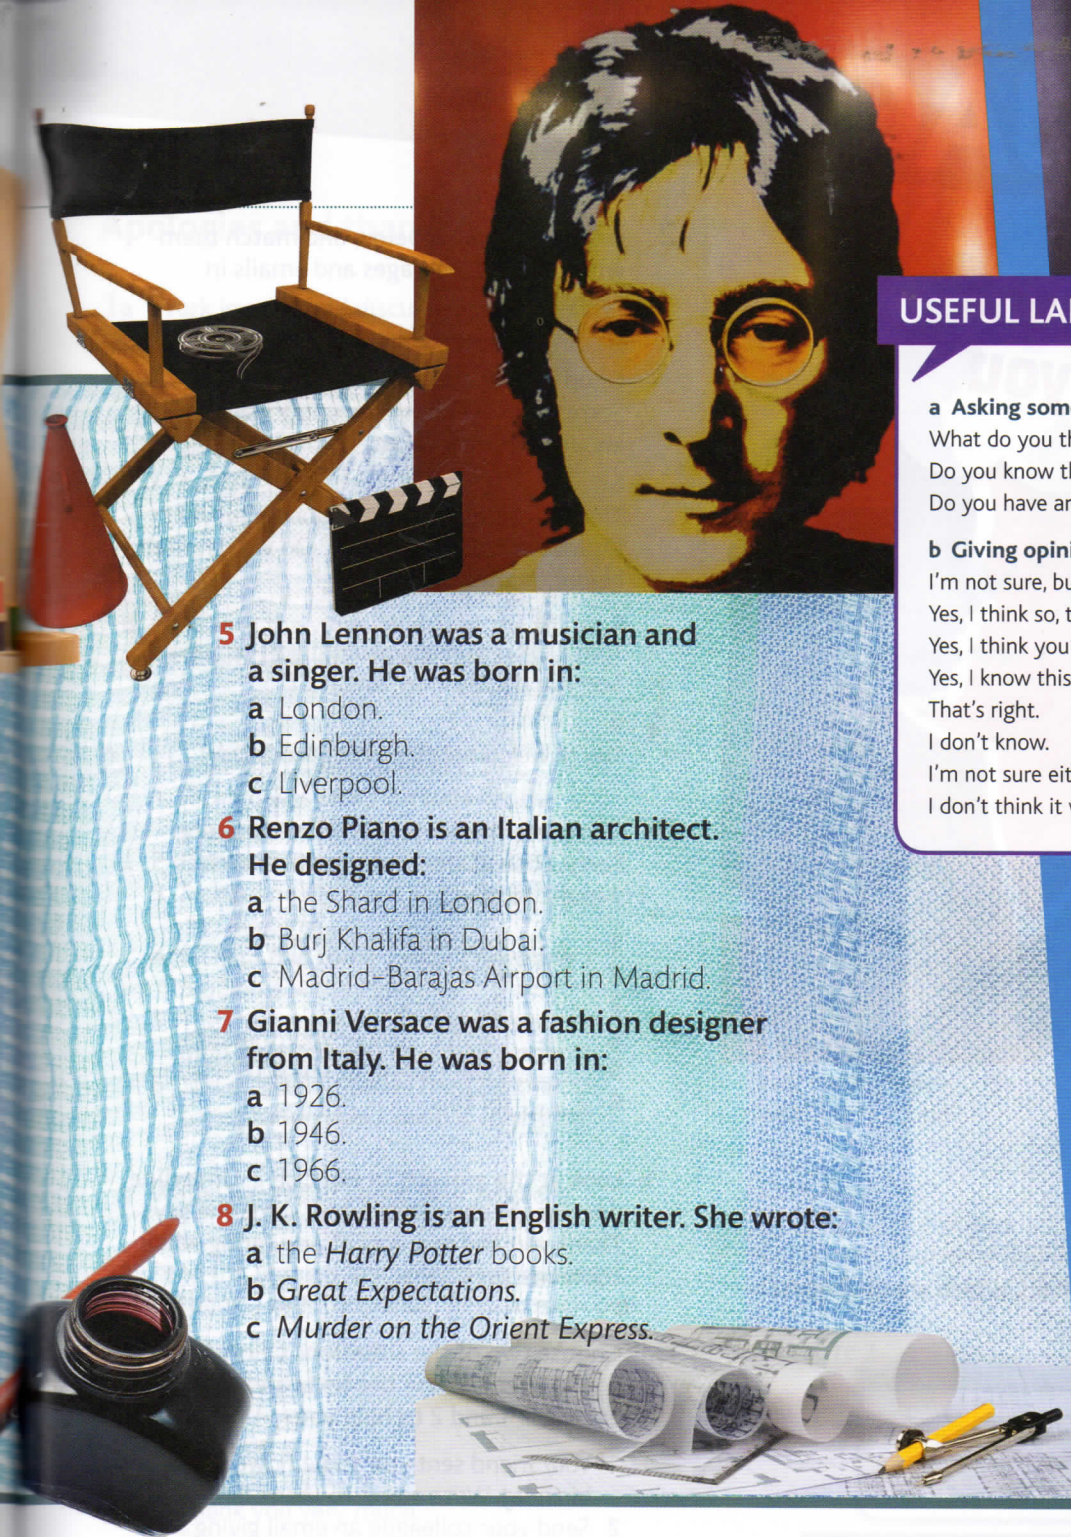 5 John Lennon was a musician and
a singer. He was born in:
a London.
b Edinburgh.
c Liverpool.
6 Renzo Piano is an Italian architect.
He designed:
a the Shard in London.
b Burj Khalifa in Dubai.
c Madrid–Barajas Airport in Madrid.
7 Gianni Versace was a fashion designer
from Italy. He was born in:
a 1926.
b 1946.
c 1966.
8 J. K. Rowling is an English writer. She wrote:
a the Harry Potter books.
b Great Expectations.
c Murder on the Orient Express.
USEFUL
a Asking
What do you
Do you know
Do you have
b Giving
I'm not sure,
Yes, I think so,
Yes, I think you
Yes, I know this
That's right.
I don't know.
I'm not sure
I don't think it